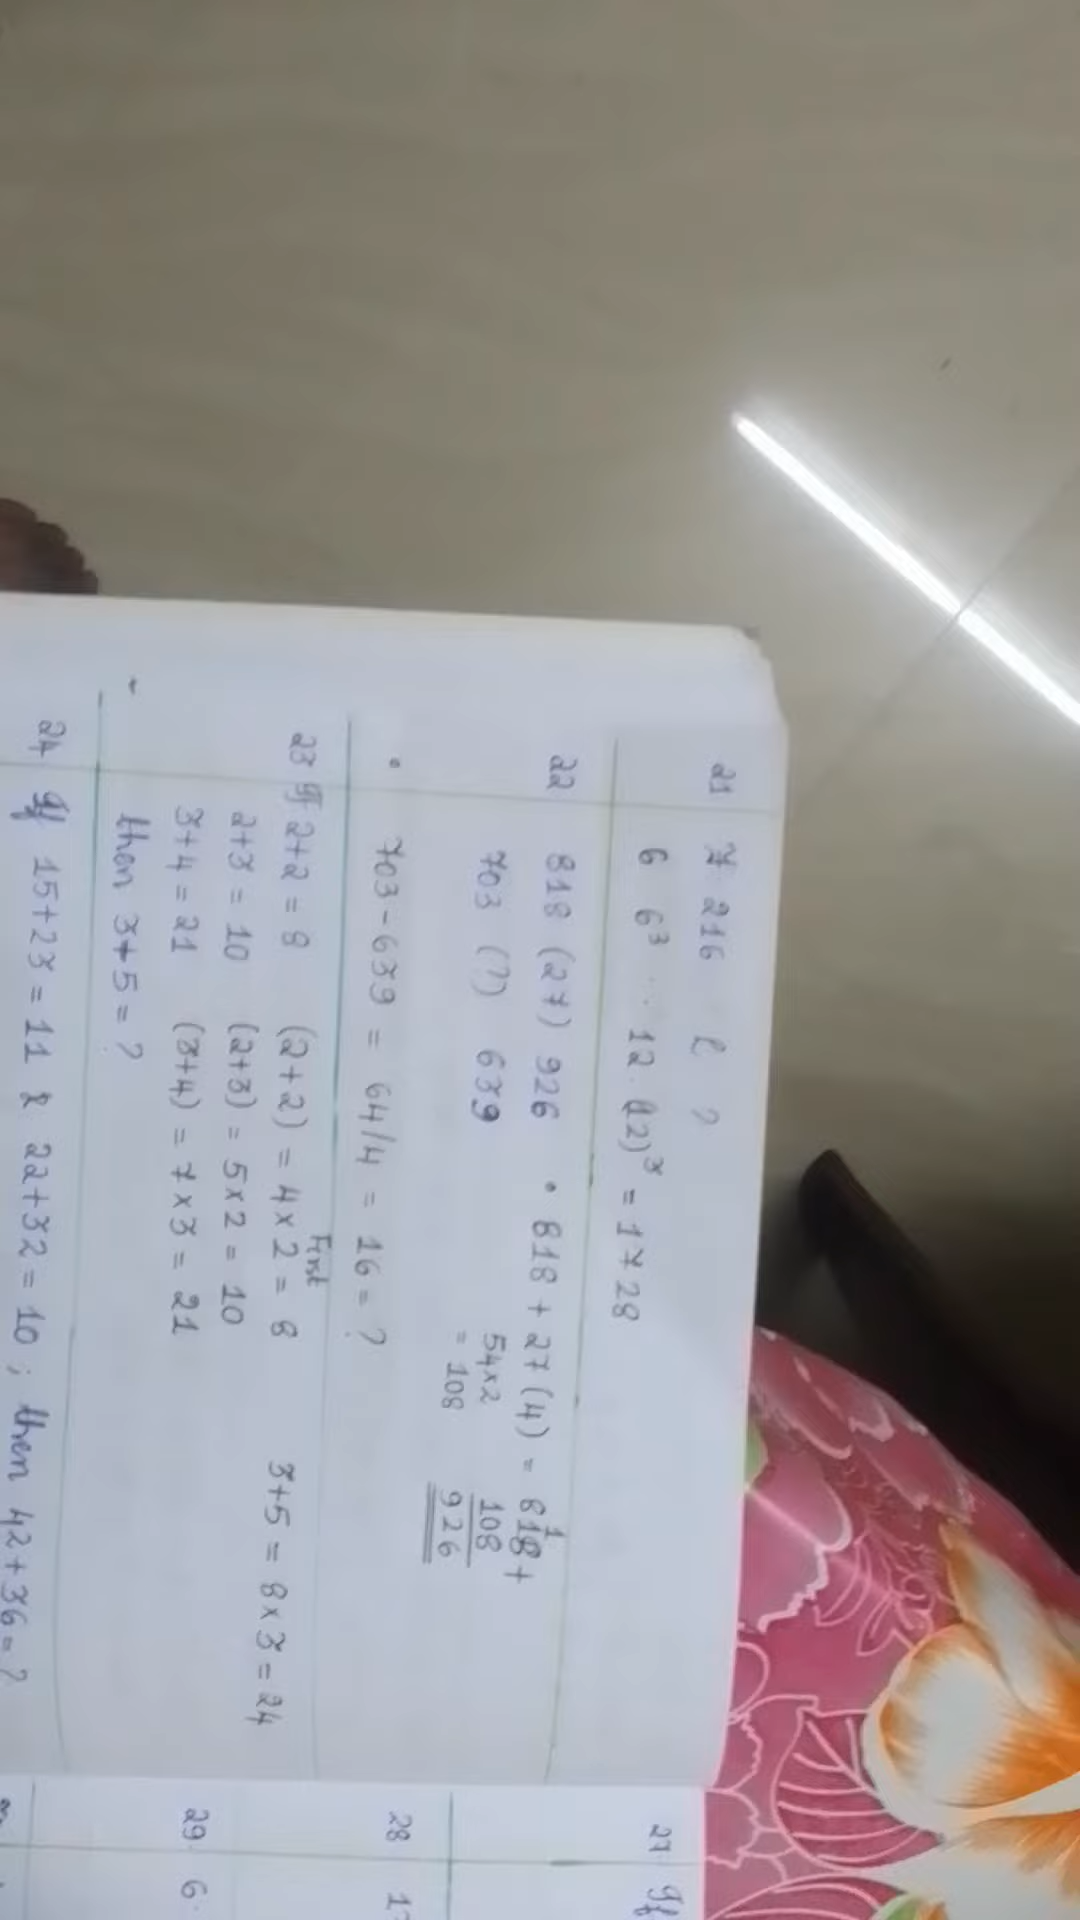 21 216 ?
6 6³ .. 12. (12)³ = 1728
22 818 (27) 926 • 818 + 27 (4) = 818 +
703 (?) 639 54×2 108
= 108 926
• 703 - 639 = 64/4 = 16 = ?
23 If 2+2 = 8 (2+2) = 4 × 2 = 8 First 3+5 = 8 × 3 = 24
2+3 = 10 (2+3) = 5×2 = 10
3+4 = 21 (3+4) = 7 × 3 = 21
then 3+5 = ?
24 If 15+23 = 11 & 22+32 = 10 ; then 42+36 = ?
27 If
28
29. 6.